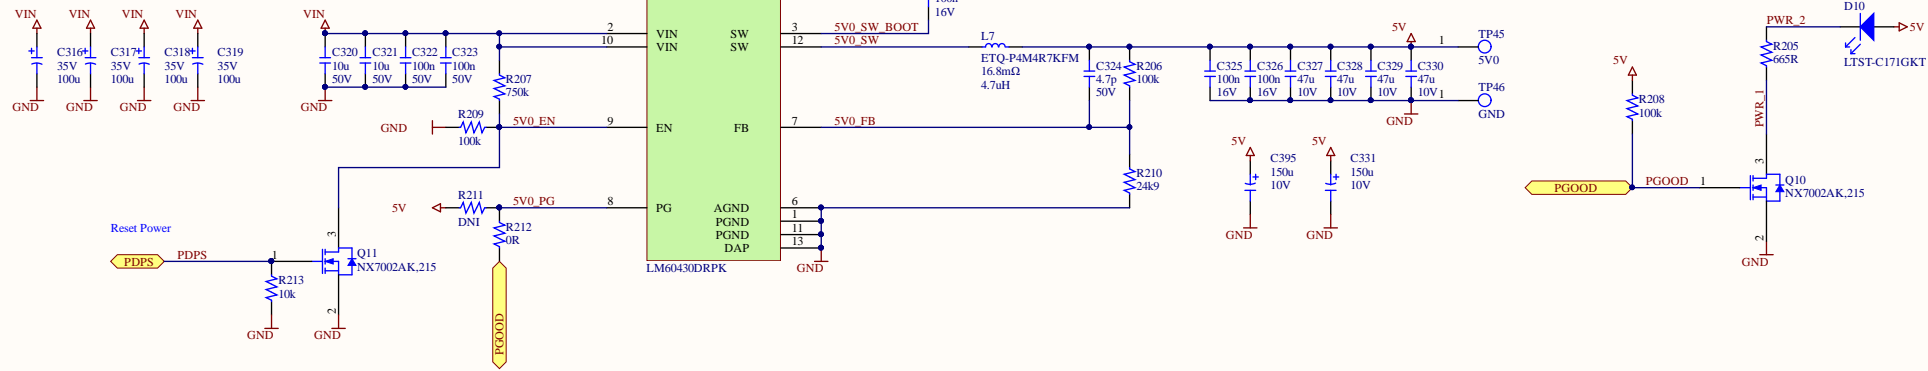 VIN
VIN
VIN
VIN
C316
35V
100u
C317
35V
100u
C318
35V
100u
C319
35V
100u
GND
GND
GND
GND
VIN
C320
10u
50V
C321
10u
50V
C322
100n
50V
C323
100n
50V
GND
R207
750k
GND
R209
100k
5V0_EN
5V
R211
DNI
5V0_PG
R212
0R
PGOOD
Reset Power
PDPS
PDPS
1
R213
10k
GND
3
Q11
NX7002AK,215
2
GND
2
10
9
8
VIN
VIN
EN
PG
SW
SW
FB
AGND
PGND
PGND
DAP
LM60430DRPK
3
12
7
6
1
11
13
GND
16V
5V0_SW_BOOT
5V0_SW
5V0_FB
L7
ETQ-P4M4R7KFM
16.8mΩ
4.7uH
C324
4.7p
50V
R206
100k
R210
24k9
C325
100n
16V
C326
100n
16V
C327
47u
10V
C328
47u
10V
C329
47u
10V
C330
47u
10V
5V
GND
1
TP45
5V0
1
TP46
GND
5V
C395
150u
10V
GND
5V
C331
150u
10V
GND
5V
R208
100k
PGOOD
PGOOD
1
PWR_2
R205
665R
PWR_1
D10
5V
LTST-C171GKT
3
Q10
NX7002AK,215
2
GND